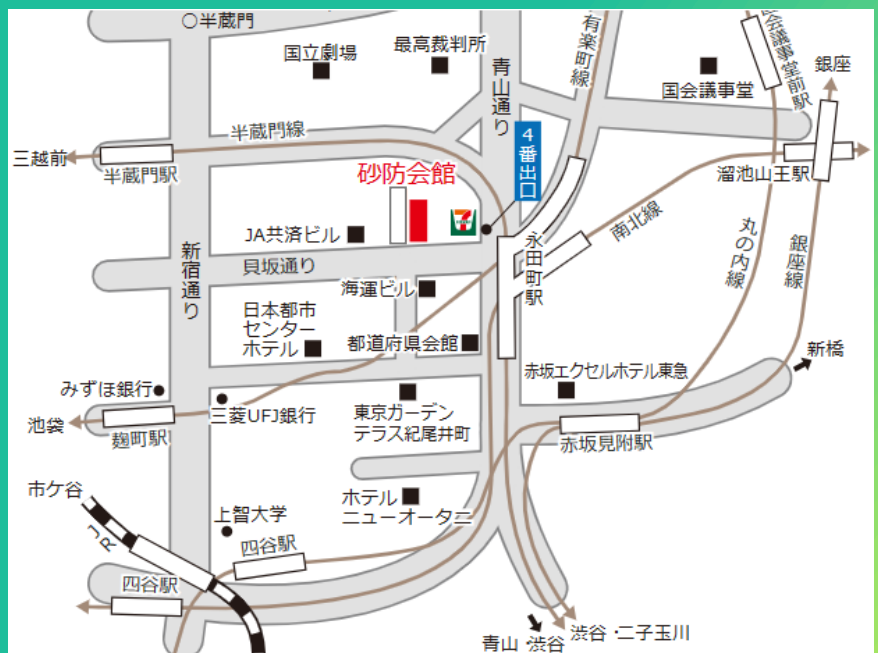 ○半蔵門
国立劇場
最高裁判所
青山通り
有楽町線
国会議事堂
会議事堂前駅
銀座
三越前
半蔵門駅
半蔵門線
4番出口
砂防会館
溜池山王駅
JA共済ビル
永田町駅
南北線
丸の内線
銀座線
新宿通り
貝坂通り
海運ビル
日本都市
センター
ホテル
都道府県会館
新橋
赤坂エクセルホテル東急
みずほ銀行
池袋
麹町駅
三菱UFJ銀行
東京ガーデン
テラス紀尾井町
赤坂見附駅
市ケ谷
JR
上智大学
ホテル
ニューオータニ
四谷駅
四谷駅
青山・渋谷
渋谷・二子玉川